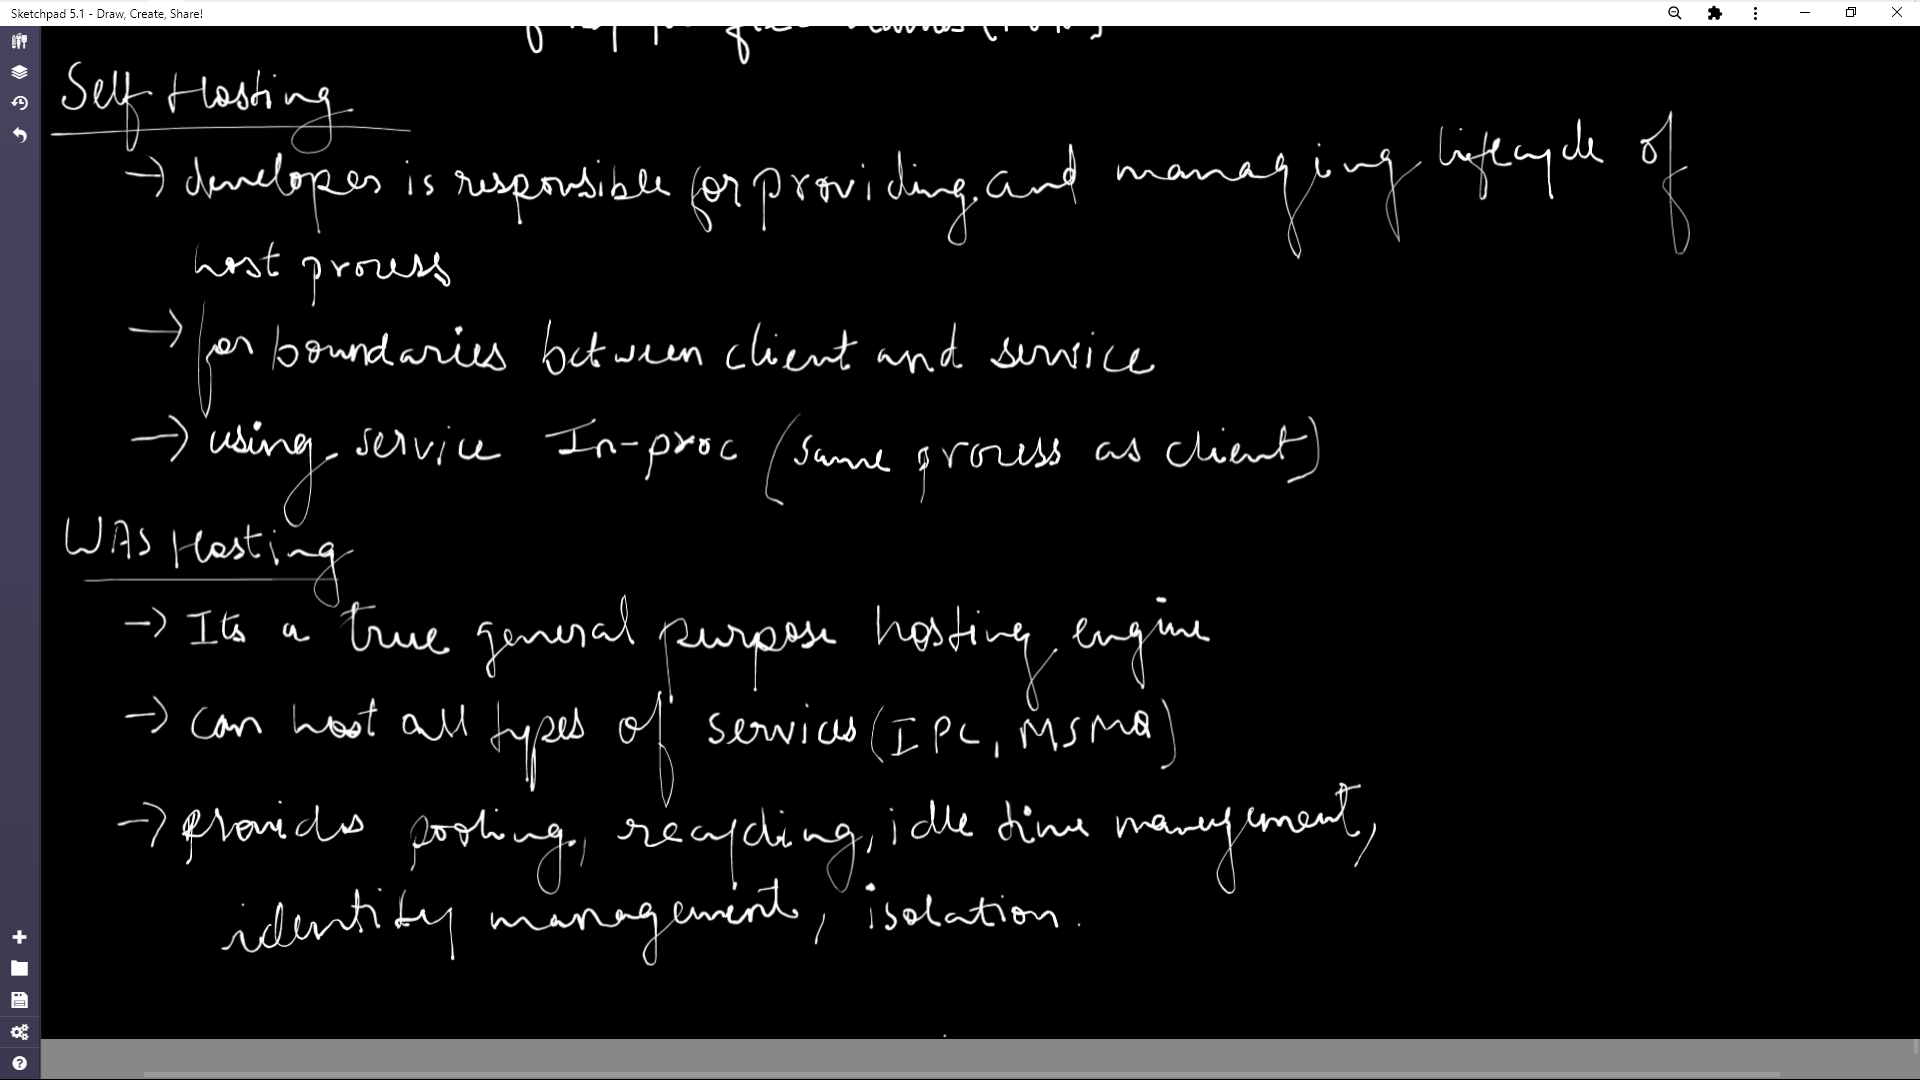 Sketchpad 5.1 - Draw, Create, Share!
Self Hosting
→ developer is responsible for providing and managing lifecycle of
host process
→ for boundaries between client and service
→ using service In-proc (same process as client)
WAS Hosting
→ Its a true general purpose hosting engine
→ can host all types of services (IPC, MSMQ)
→ provides pooling, recycling, idle time management,
identity management, isolation.